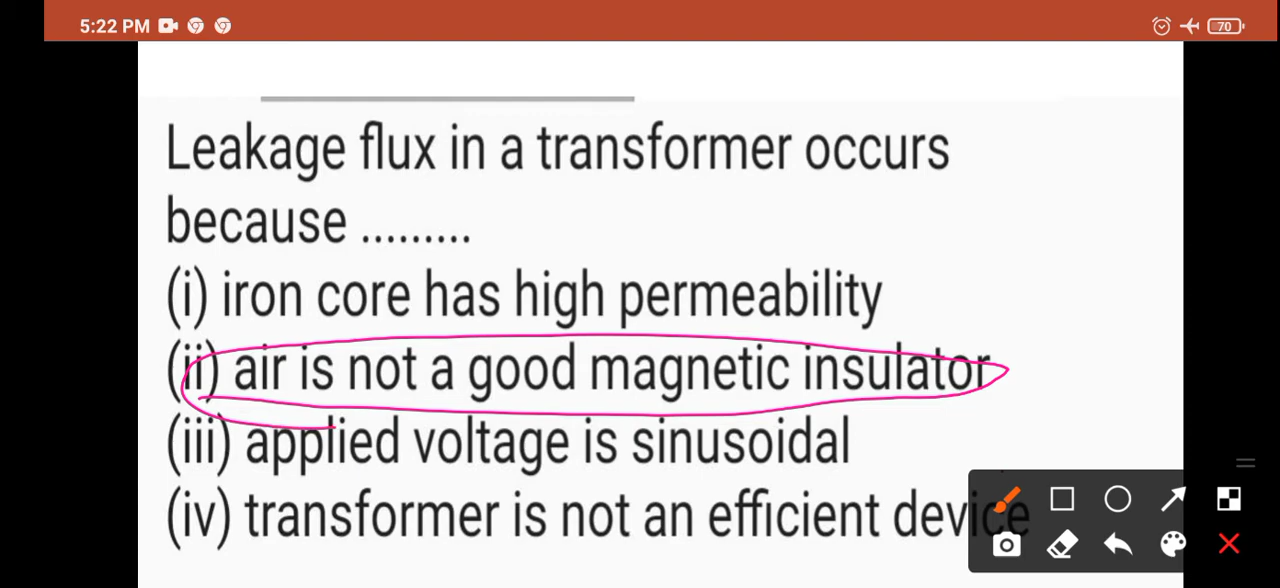 5:22 PM
70
Leakage flux in a transformer occurs
because .........
(i) iron core has high permeability
(ii) air is not a good magnetic insulator
(iii) applied voltage is sinusoidal
(iv) transformer is not an efficient device